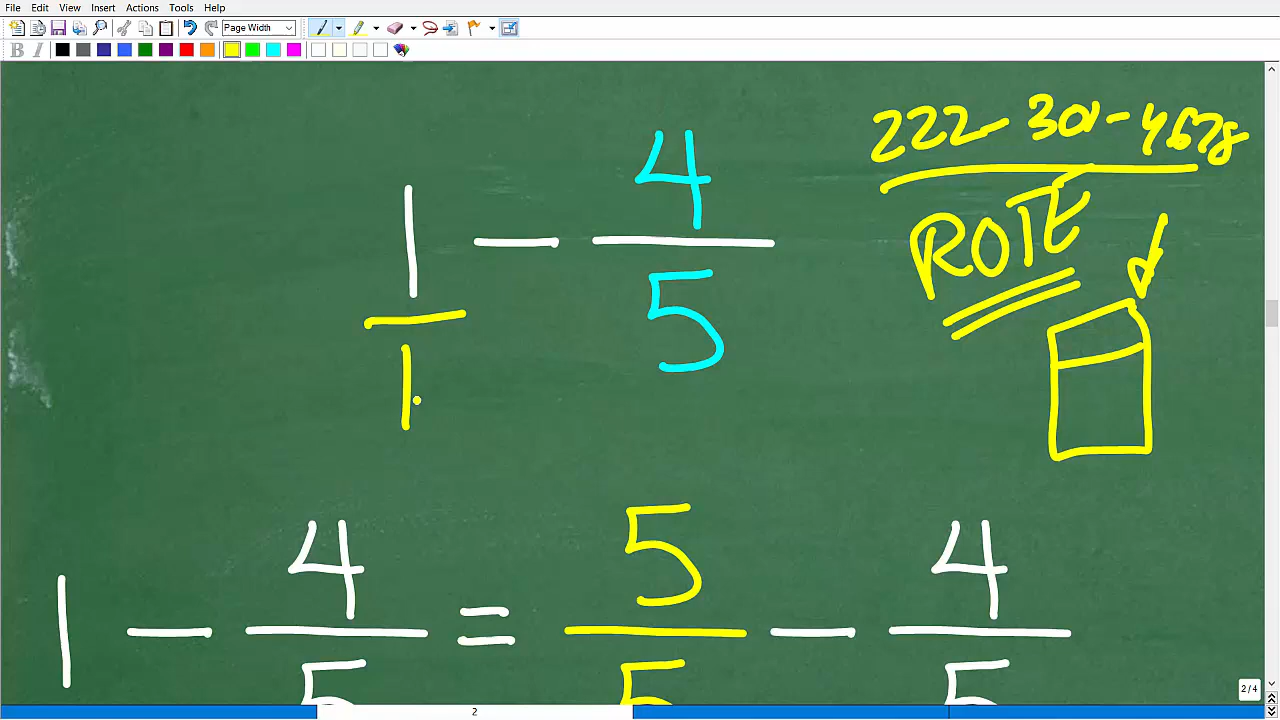 File Edit View Insert Actions Tools Help
Page Width
B I
222-301-4678
ROTE
1 - 4/5
1
1 - 4/5 = 5/5 - 4/5
2/4
2